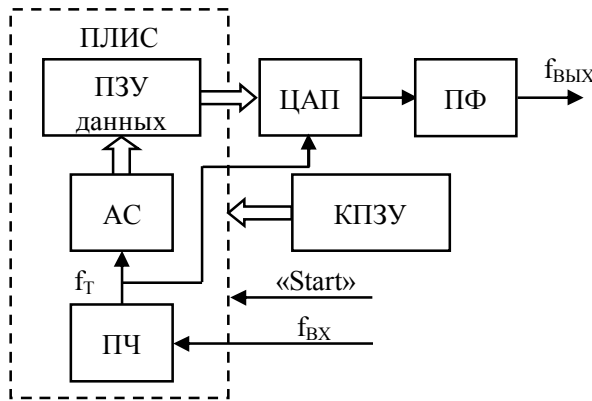 ПЛИС
ПЗУ
данных
ЦАП
ПФ
fВЫХ
АС
КПЗУ
fТ
«Start»
ПЧ
fВХ